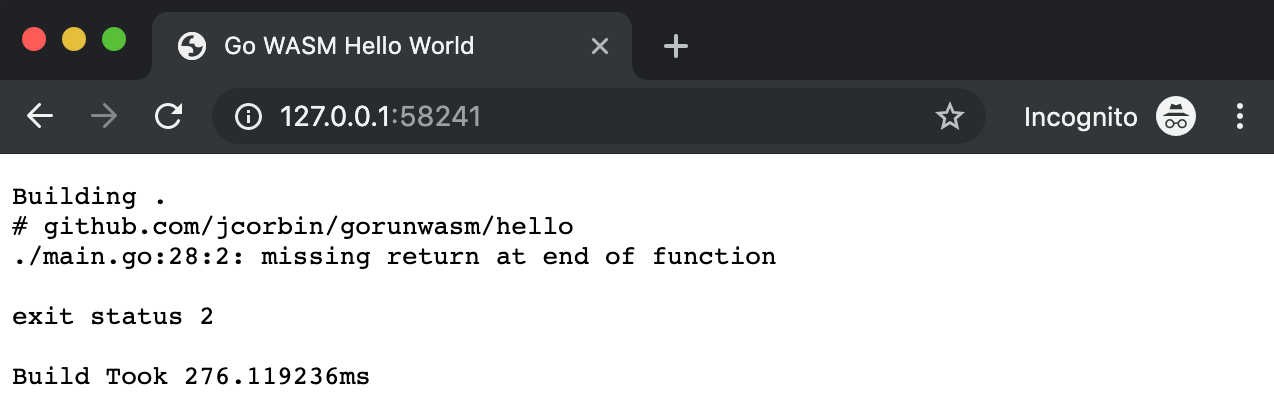 Go WASM Hello World
127.0.0.1:58241
Incognito
Building .
# github.com/jcorbin/gorunwasm/hello
./main.go:28:2: missing return at end of function
exit status 2
Build Took 276.119236ms